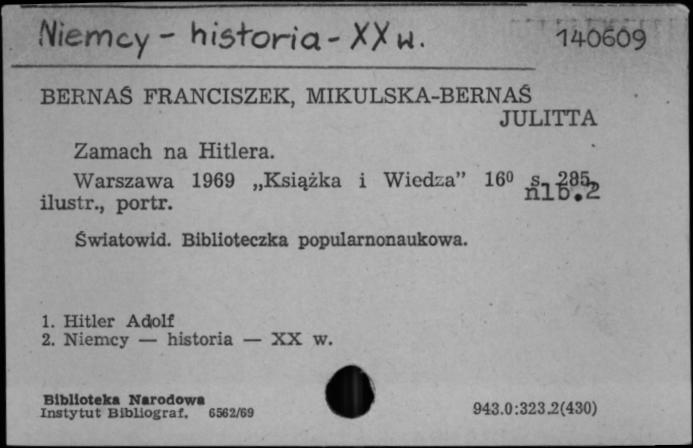 Niemcy - historia - XX w.
140609
BERNAŚ FRANCISZEK, MIKULSKA-BERNAŚ
JULITTA
Zamach na Hitlera.
Warszawa 1969 „Książka i Wiedza” 16⁰ s. 285,
nlb.2
ilustr., portr.
Światowid. Biblioteczka popularnonaukowa.
1. Hitler Adolf
2. Niemcy — historia — XX w.
Biblioteka Narodowa
Instytut Bibliograf. 6562/69
943.0:323.2(430)